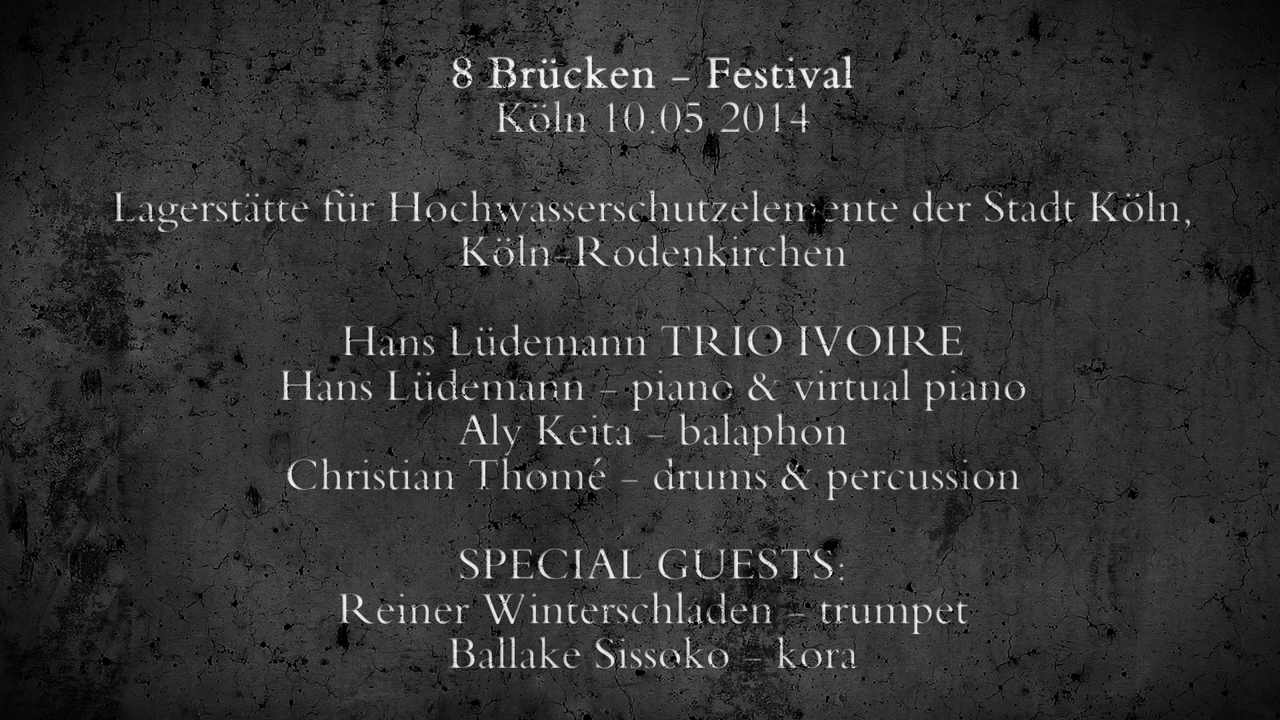 8 Brücken – Festival
Köln 10.05 2014
Lagerstätte für Hochwasserschutzelemente der Stadt Köln,
Köln-Rodenkirchen
Hans Lüdemann TRIO IVOIRE
Hans Lüdemann – piano & virtual piano
Aly Keita – balaphon
Christian Thomé – drums & percussion
SPECIAL GUESTS:
Reiner Winterschladen – trumpet
Ballake Sissoko – kora